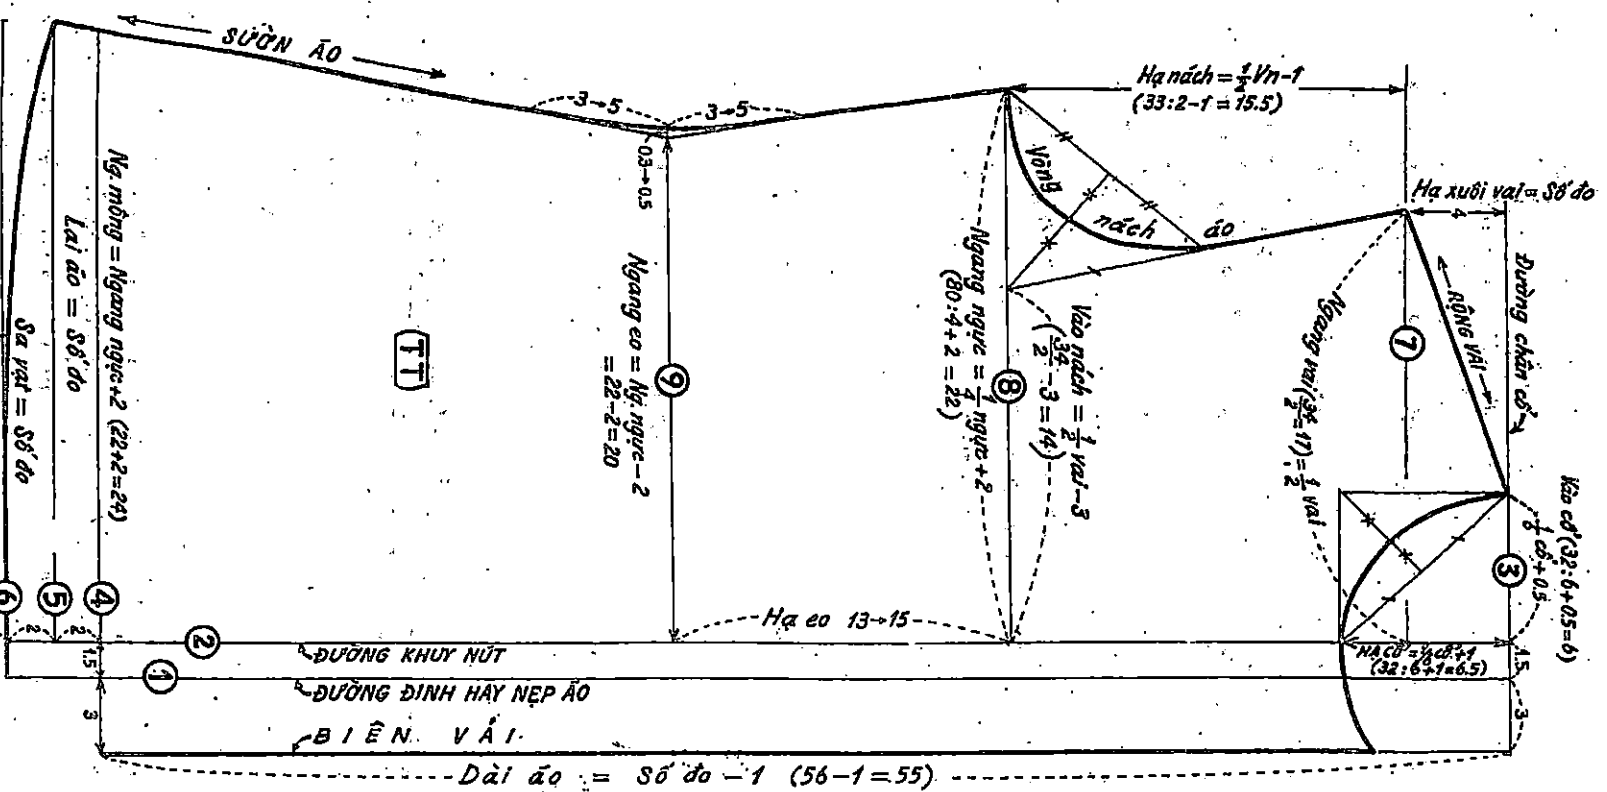 SƯỜN ÁO
3→5
3→5
0.3→0.5
Hạ nách = 1/2 Vn-1
(33:2-1 = 15.5)
Hạ xuôi vai = Số đo
4
Vòng nách áo
RỘNG VAI
Đường chân cổ
Ngang vai (34/2 = 17) = 1/2 vai
Vào cổ (32:6+0.5=6)
1/6 cổ + 0.5
Vào nách = 1/2 vai - 3
(34/2 - 3 = 14)
Ngang ngực = 1/4 ngực + 2
(80:4+2 = 22)
Ngang eo = Ng. ngực - 2
= 22-2 = 20
TT
Ng. mông = Ngang ngực+2 (22+2=24)
Lai áo = Số đo
Sa vạt = Số đo
7
9
8
3
6
5
4
2
2
2
1.5
1
3
Hạ eo 13→15
HẠ CỔ = 1/6 cổ+1
(32:6+1=6.5)
1.5
3
ĐƯỜNG KHUY NÚT
ĐƯỜNG ĐINH HAY NẸP ÁO
BIÊN VẢI
Dài áo = Số đo - 1 (56-1=55)